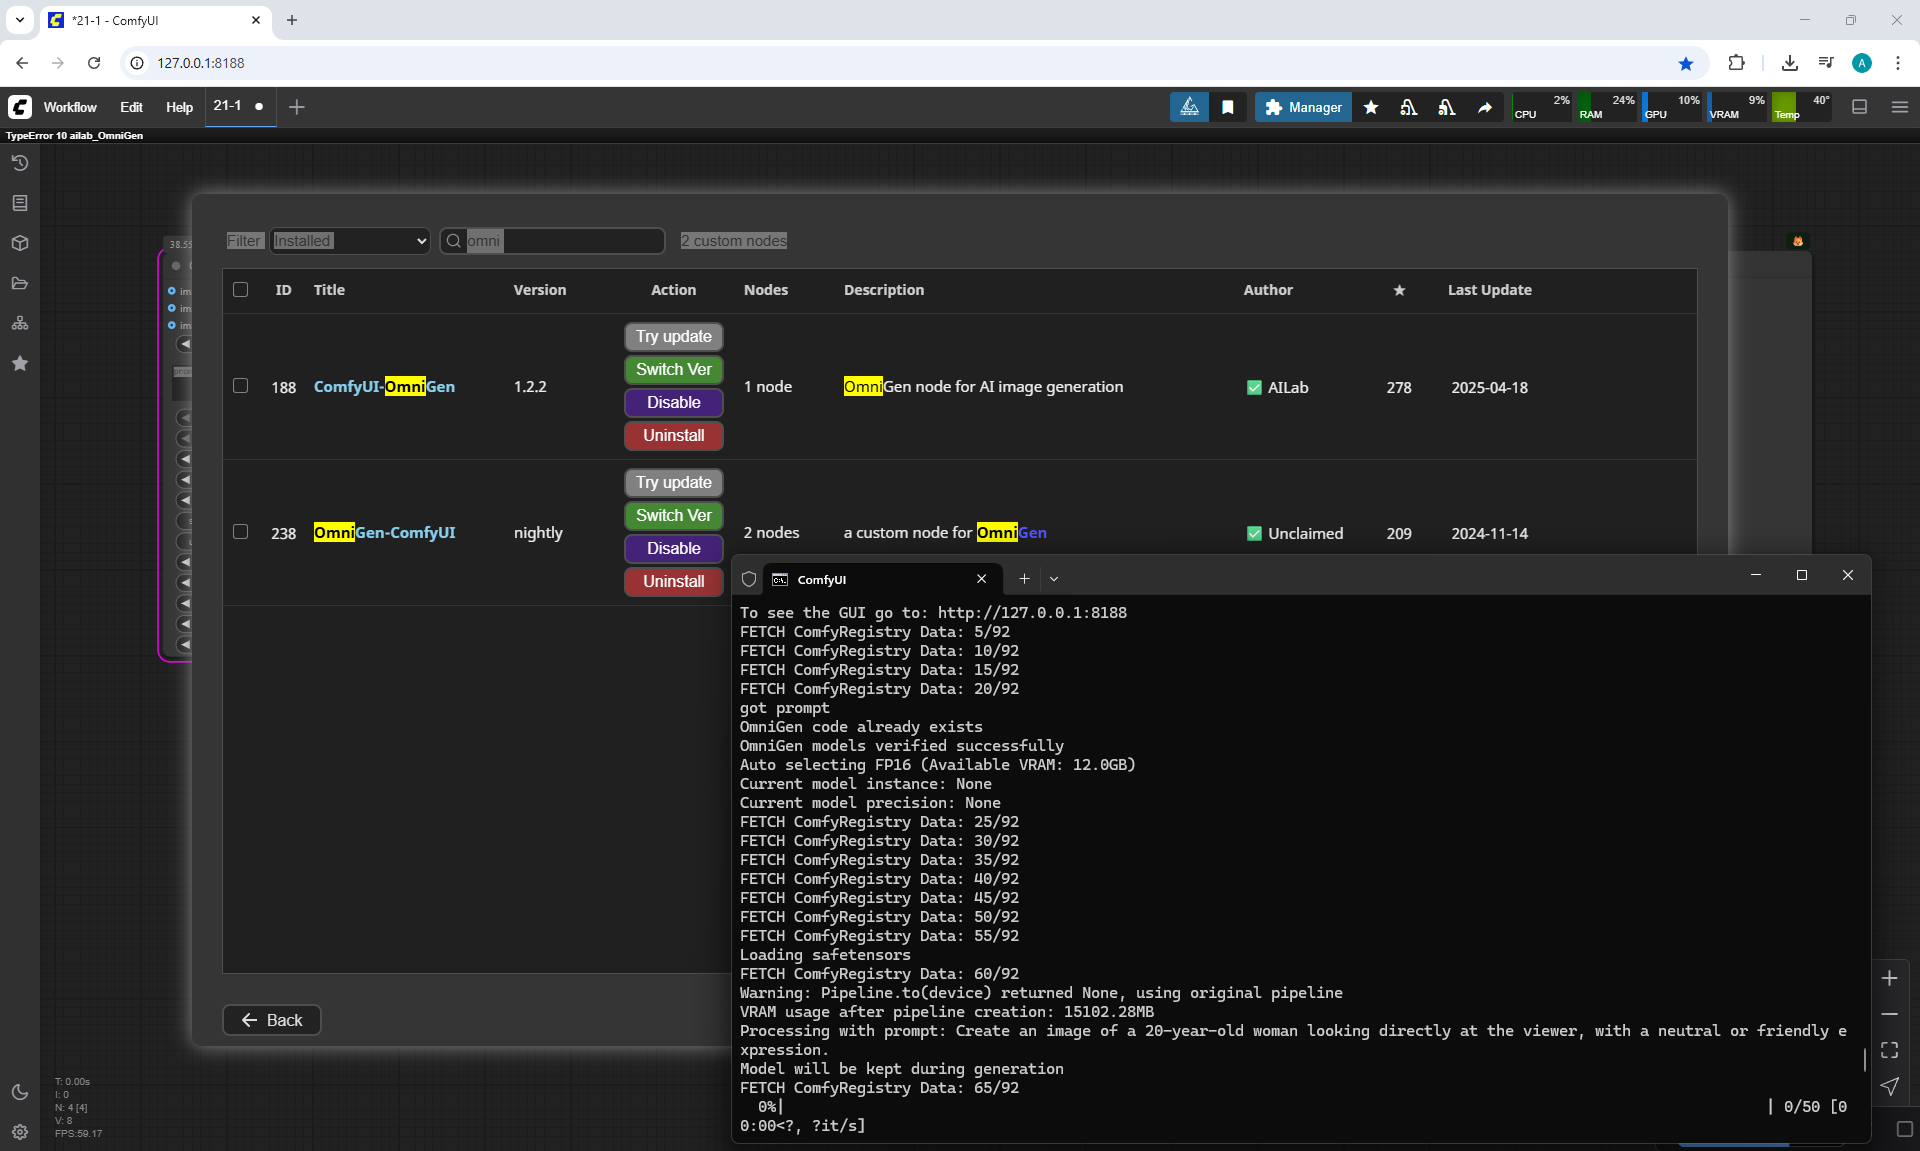 *21-1 - ComfyUI
127.0.0.1:8188
Workflow Edit Help 21-1
Manager
CPU 2% RAM 24% GPU 10% VRAM 9% Temp 40°
TypeError 10 ailab_OmniGen
Filter Installed omni 2 custom nodes
ID Title Version Action Nodes Description Author ★ Last Update
Try update
Switch Ver
188 ComfyUI-OmniGen 1.2.2 1 node OmniGen node for AI image generation ✅ AILab 278 2025-04-18
Disable
Uninstall
Try update
Switch Ver
238 OmniGen-ComfyUI nightly 2 nodes a custom node for OmniGen ✅ Unclaimed 209 2024-11-14
Disable
Uninstall
Back
T: 0.00s
I: 0
N: 4 [4]
V: 8
FPS:59.17
ComfyUI
To see the GUI go to: http://127.0.0.1:8188
FETCH ComfyRegistry Data: 5/92
FETCH ComfyRegistry Data: 10/92
FETCH ComfyRegistry Data: 15/92
FETCH ComfyRegistry Data: 20/92
got prompt
OmniGen code already exists
OmniGen models verified successfully
Auto selecting FP16 (Available VRAM: 12.0GB)
Current model instance: None
Current model precision: None
FETCH ComfyRegistry Data: 25/92
FETCH ComfyRegistry Data: 30/92
FETCH ComfyRegistry Data: 35/92
FETCH ComfyRegistry Data: 40/92
FETCH ComfyRegistry Data: 45/92
FETCH ComfyRegistry Data: 50/92
FETCH ComfyRegistry Data: 55/92
Loading safetensors
FETCH ComfyRegistry Data: 60/92
Warning: Pipeline.to(device) returned None, using original pipeline
VRAM usage after pipeline creation: 15102.28MB
Processing with prompt: Create an image of a 20-year-old woman looking directly at the viewer, with a neutral or friendly e
xpression.
Model will be kept during generation
FETCH ComfyRegistry Data: 65/92
0%| | 0/50 [0
0:00<?, ?it/s]